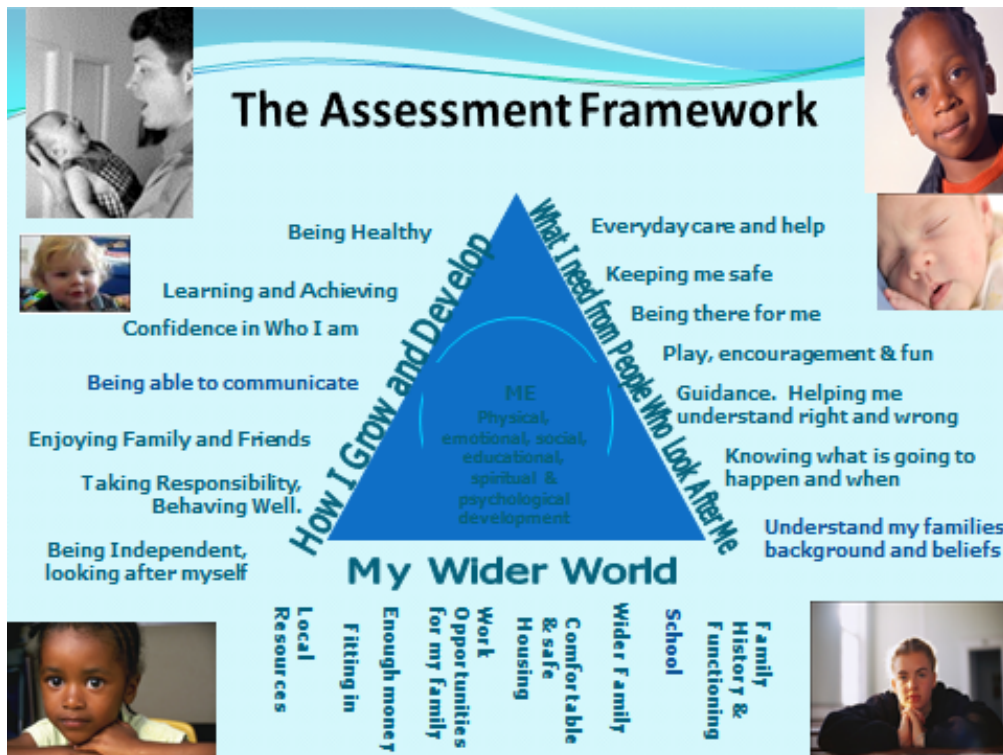 The Assessment Framework
Being Healthy
Learning and Achieving
Confidence in Who I am
Being able to communicate
Enjoying Family and Friends
Taking Responsibility,
Behaving Well.
Being Independent,
looking after myself
How I Grow and Develop
ME
Physical,
emotional, social,
educational,
spiritual &
psychological
development
What I need from People Who Look After Me
Everyday care and help
Keeping me safe
Being there for me
Play, encouragement & fun
Guidance. Helping me
understand right and wrong
Knowing what is going to
happen and when
Understand my families
background and beliefs
My Wider World
Local
Resources
Fitting in
Enough money
Work
Opportunities
for my family
Comfortable
& safe
Housing
Wider Family
School
Family
History &
Functioning